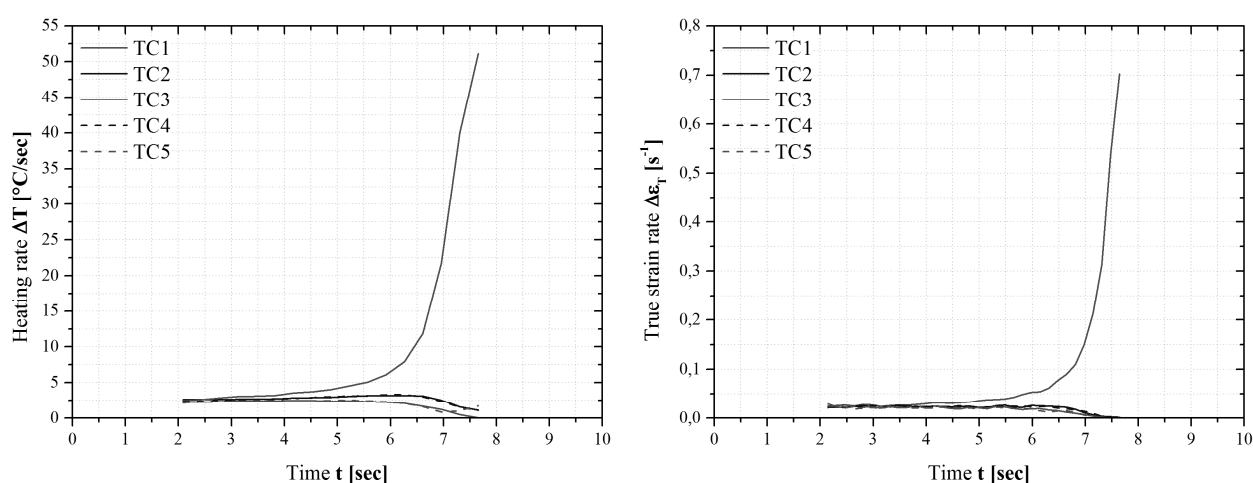 55
50
45
40
35
30
25
20
15
10
5
0
Heating rate ΔT [°C/sec]
TC1
TC2
TC3
TC4
TC5
0 1 2 3 4 5 6 7 8 9 10
Time t [sec]
0,8
0,7
0,6
0,5
0,4
0,3
0,2
0,1
0,0
True strain rate Δε_T [s⁻¹]
TC1
TC2
TC3
TC4
TC5
0 1 2 3 4 5 6 7 8 9 10
Time t [sec]